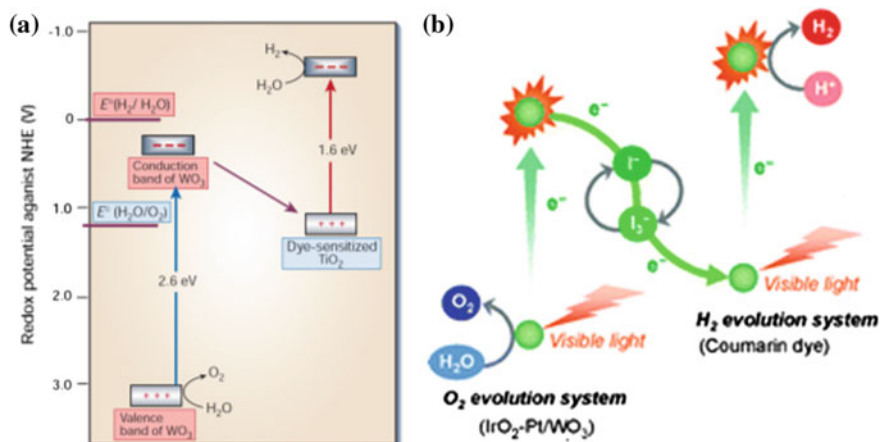 (a)
Redox potential aganist NHE (V)
-1.0
0
1.0
2.0
3.0
E°(H₂/ H₂O)
E° (H₂O/O₂)
H₂
H₂O
1.6 eV
Conduction
band of WO₃
Dye-sensitized
TiO₂
2.6 eV
O₂
H₂O
Valence
band of WO₃
(b)
H₂
H⁺
e⁻
I⁻
e⁻
e⁻
I₃⁻
e⁻
Visible light
H₂ evolution system
(Coumarin dye)
O₂
H₂O
Visible light
O₂ evolution system
(IrO₂-Pt/WO₃)